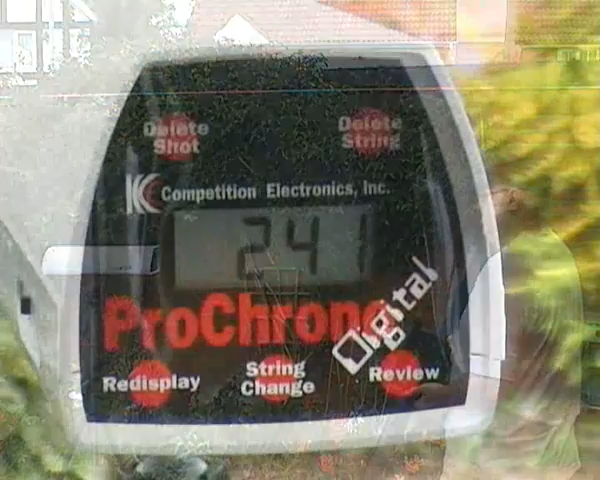 Delete
Shot
Delete
String
Competition Electronics, Inc.
241
ProChrono
Digital
Redisplay
String
Change
Review